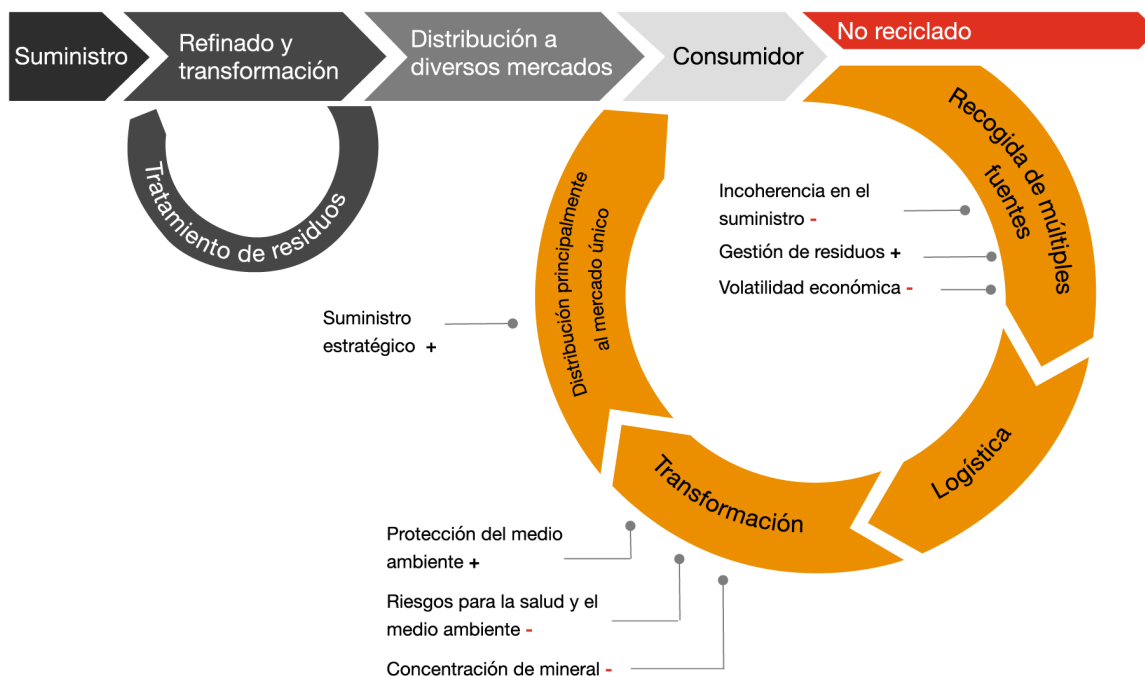 Suministro
Refinado y
transformación
Distribución a
diversos mercados
Consumidor
No reciclado
Tratamiento de residuos
Recogida de múltiples
fuentes
Incoherencia en el
suministro -
Gestión de residuos +
Volatilidad económica -
Logística
Transformación
Distribución principalmente
al mercado único
Suministro
estratégico +
Protección del medio
ambiente +
Riesgos para la salud y el
medio ambiente -
Concentración de mineral -